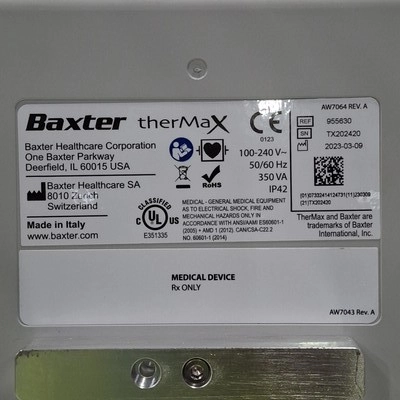 AW7064 REV. A
Baxter therMax CE 0123
REF 955630
SN TX202420
2023-03-09
Baxter Healthcare Corporation
One Baxter Parkway
Deerfield, IL 60015 USA
100-240 V~
50/60 Hz
350 VA
IP42
RoHS
Baxter Healthcare SA
8010 Zürich
Switzerland
Made in Italy
www.baxter.com
CLASSIFIED
C UL US
E351335
MEDICAL - GENERAL MEDICAL EQUIPMENT
AS TO ELECTRICAL SHOCK, FIRE AND
MECHANICAL HAZARDS ONLY IN
ACCORDANCE WITH ANSI/AAMI ES60601-1
(2005) + AMD 1 (2012), CAN/CSA-C22.2
NO. 60601-1 (2014)
(21)TX202420
TherMax and Baxter are
trademarks of Baxter
International, Inc.
MEDICAL DEVICE
Rx ONLY
AW7043 REV. A